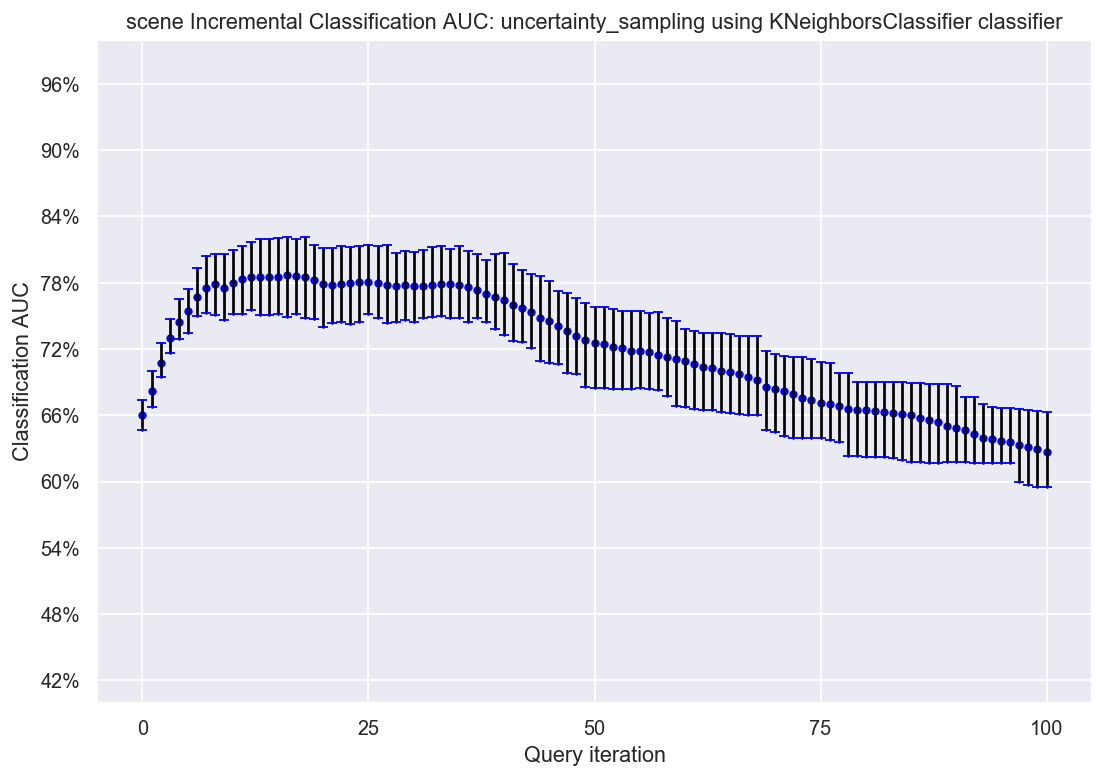 scene Incremental Classification AUC: uncertainty_sampling using KNeighborsClassifier classifier
96%
90%
84%
78%
72%
66%
60%
54%
48%
42%
Classification AUC
0 25 50 75 100
Query iteration